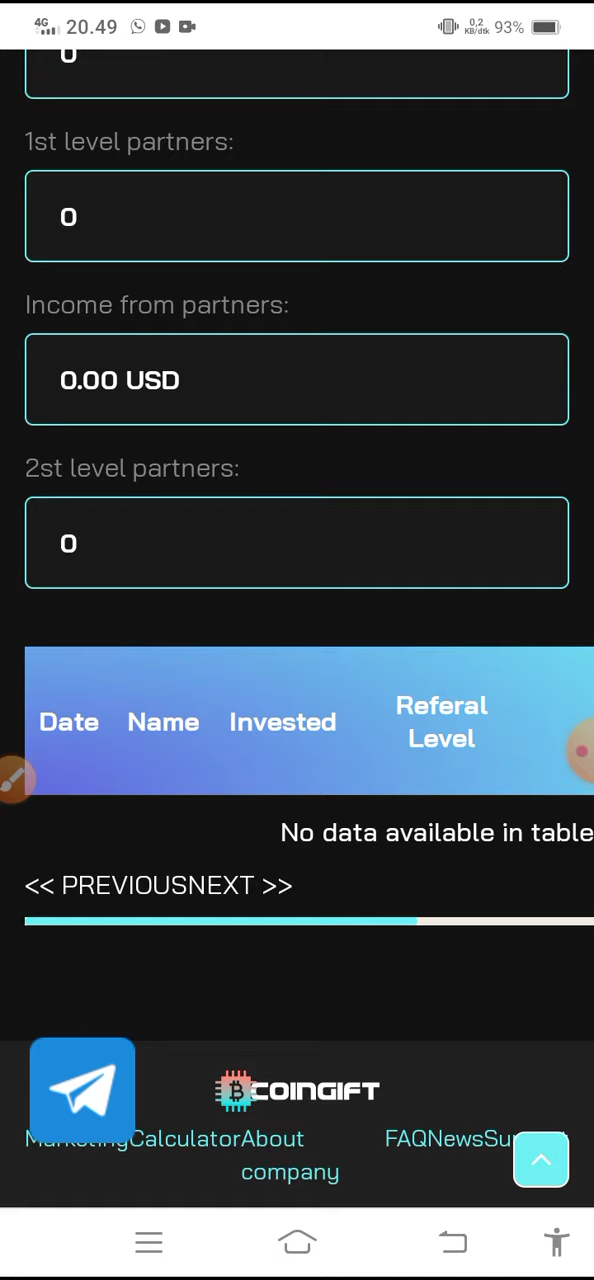 4G 20.49 0,2 KB/dtk 93%
0
1st level partners:
0
Income from partners:
0.00 USD
2st level partners:
0
Date Name Invested Referal Level
No data available in table
<< PREVIOUSNEXT >>
COINGIFT
MarketingCalculatorAbout company FAQNews